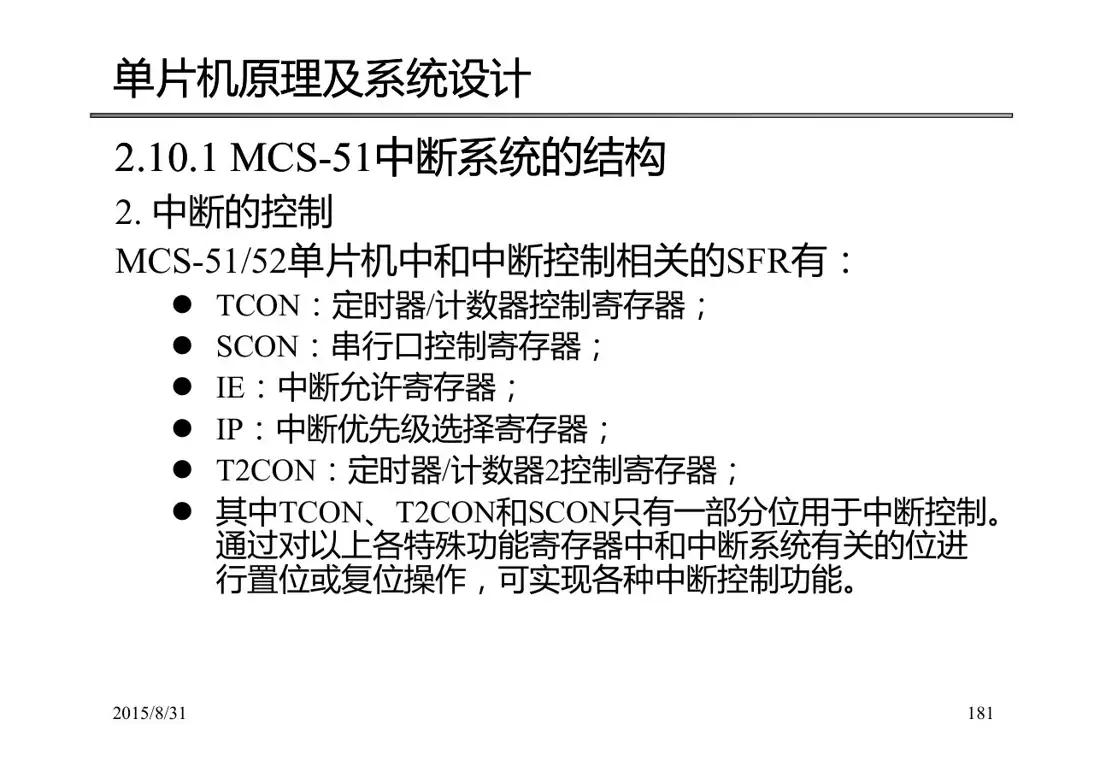 单片机原理及系统设计
2.10.1 MCS-51中断系统的结构
2. 中断的控制
MCS-51/52单片机中和中断控制相关的SFR有：
● TCON：定时器/计数器控制寄存器；
● SCON：串行口控制寄存器；
● IE：中断允许寄存器；
● IP：中断优先级选择寄存器；
● T2CON：定时器/计数器2控制寄存器；
● 其中TCON、T2CON和SCON只有一部分位用于中断控制。
通过对以上各特殊功能寄存器中和中断系统有关的位进
行置位或复位操作，可实现各种中断控制功能。
2015/8/31
181